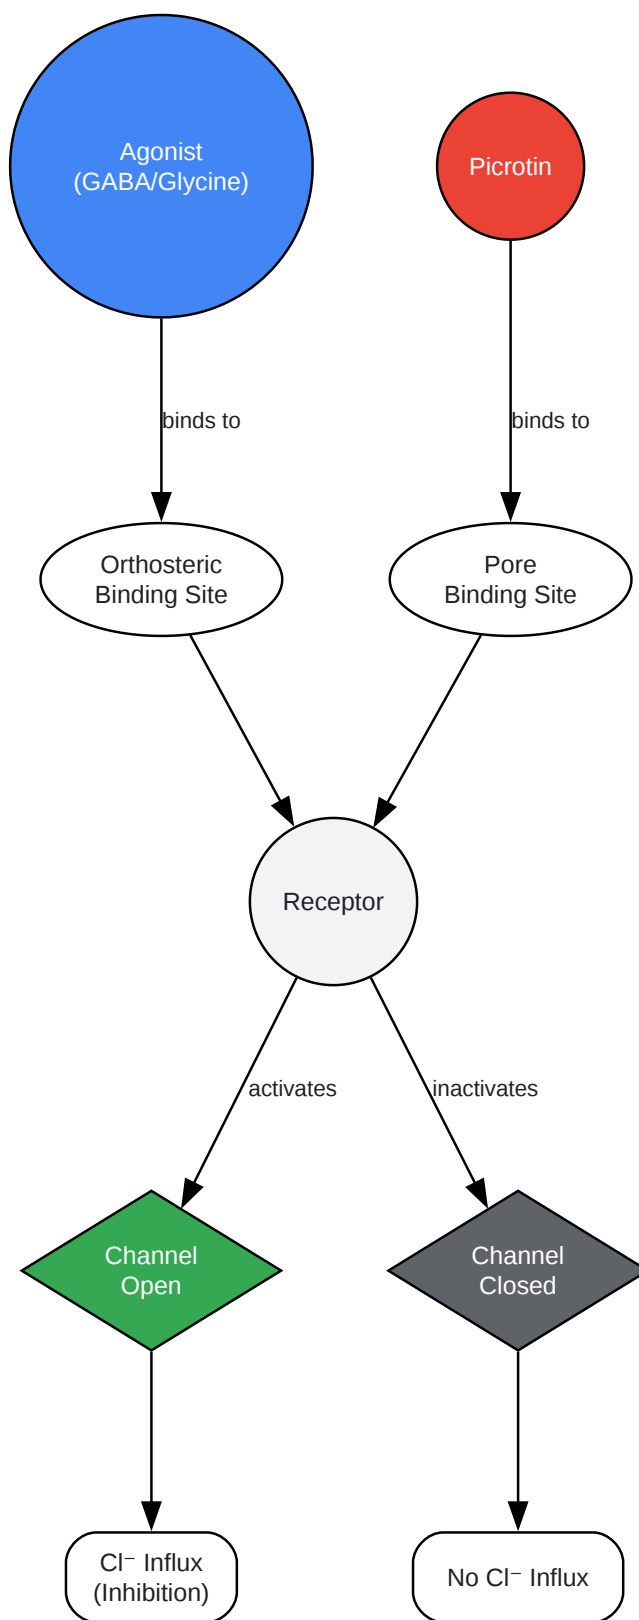 Agonist
(GABA/Glycine)
Picrotin
binds to
binds to
Orthosteric
Binding Site
Pore
Binding Site
Receptor
activates
inactivates
Channel
Open
Channel
Closed
Cl⁻ Influx
(Inhibition)
No Cl⁻ Influx